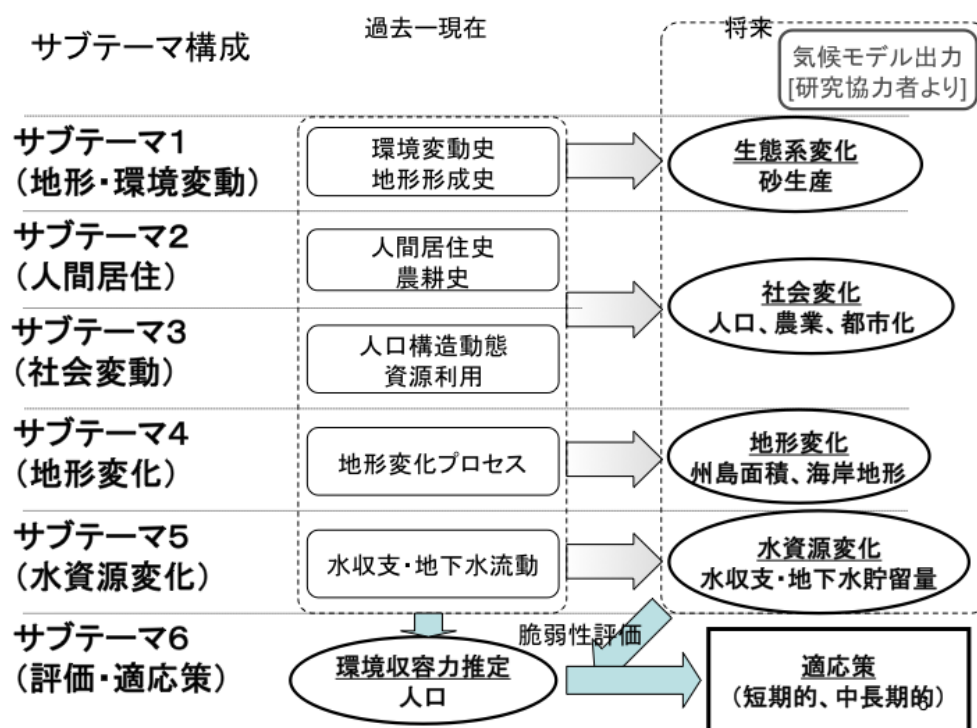 サブテーマ構成
過去ー現在
将来
気候モデル出力
[研究協力者より]
サブテーマ1
(地形・環境変動)
環境変動史
地形形成史
生態系変化
砂生産
サブテーマ2
(人間居住)
人間居住史
農耕史
社会変化
人口、農業、都市化
サブテーマ3
(社会変動)
人口構造動態
資源利用
サブテーマ4
(地形変化)
地形変化プロセス
地形変化
州島面積、海岸地形
サブテーマ5
(水資源変化)
水収支・地下水流動
水資源変化
水収支・地下水貯留量
サブテーマ6
(評価・適応策)
脆弱性評価
環境収容力推定
人口
適応策
(短期的、中長期的)
6